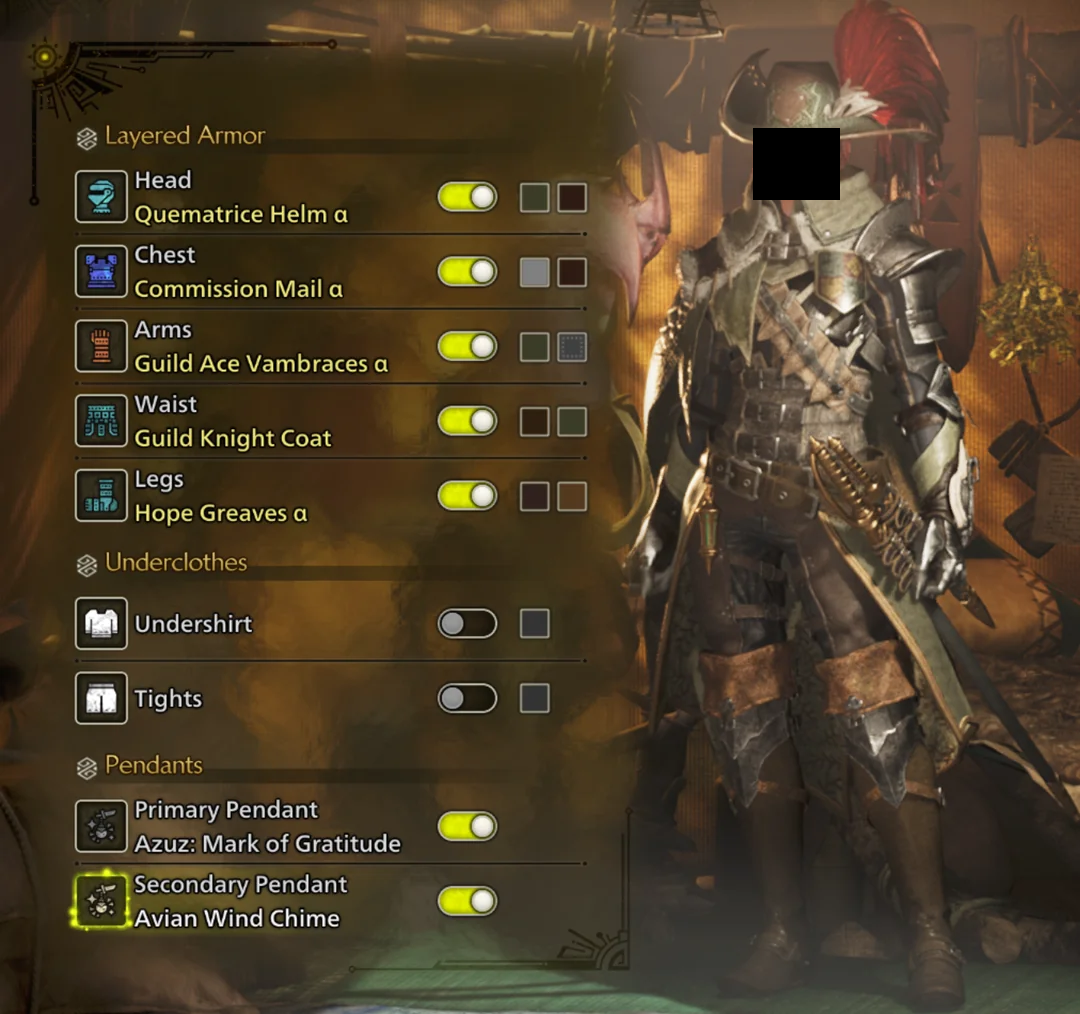 Layered Armor
Head
Quematrice Helm α
Chest
Commission Mail α
Arms
Guild Ace Vambraces α
Waist
Guild Knight Coat
Legs
Hope Greaves α
Underclothes
Undershirt
Tights
Pendants
Primary Pendant
Azuz: Mark of Gratitude
Secondary Pendant
Avian Wind Chime